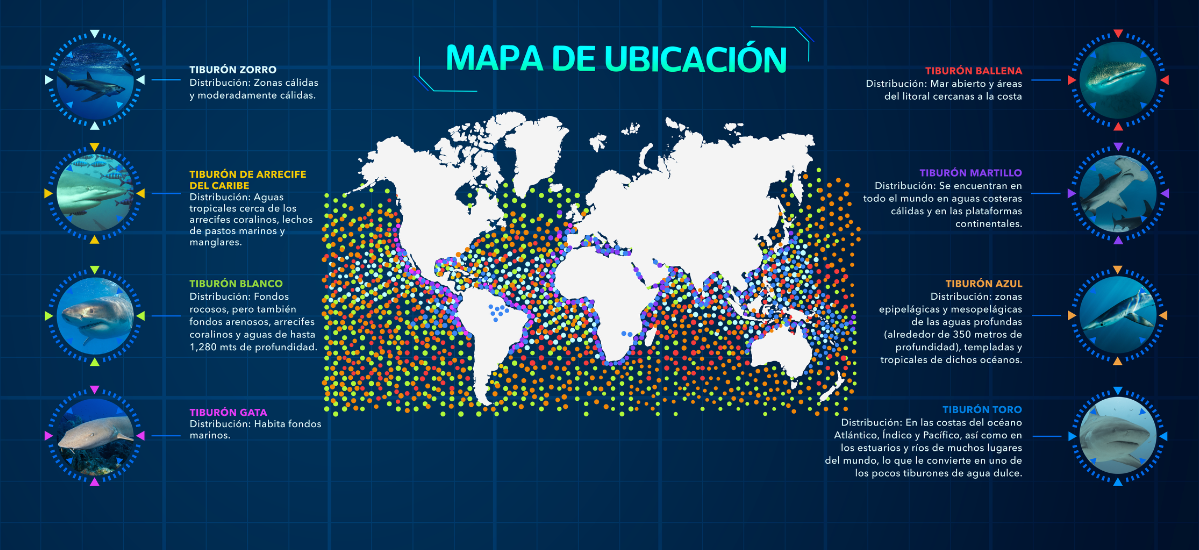 MAPA DE UBICACIÓN
TIBURÓN ZORRO
Distribución: Zonas cálidas
y moderadamente cálidas.
TIBURÓN DE ARRECIFE
DEL CARIBE
Distribución: Aguas
tropicales cerca de los
arrecifes coralinos, lechos
de pastos marinos y
manglares.
TIBURÓN BLANCO
Distribución: Fondos
rocosos, pero también
fondos arenosos, arrecifes
coralinos y aguas de hasta
1,280 mts de profundidad.
TIBURÓN GATA
Distribución: Habita fondos
marinos.
TIBURÓN BALLENA
Distribución: Mar abierto y áreas
del litoral cercanas a la costa
TIBURÓN MARTILLO
Distribución: Se encuentran en
todo el mundo en aguas costeras
cálidas y en las plataformas
continentales.
TIBURÓN AZUL
Distribución: zonas
epipelágicas y mesopelágicas
de las aguas profundas
(alrededor de 350 metros de
profundidad), templadas y
tropicales de dichos océanos.
TIBURÓN TORO
Distribución: En las costas del océano
Atlántico, Índico y Pacífico, así como en
los estuarios y ríos de muchos lugares
del mundo, lo que le convierte en uno de
los pocos tiburones de agua dulce.